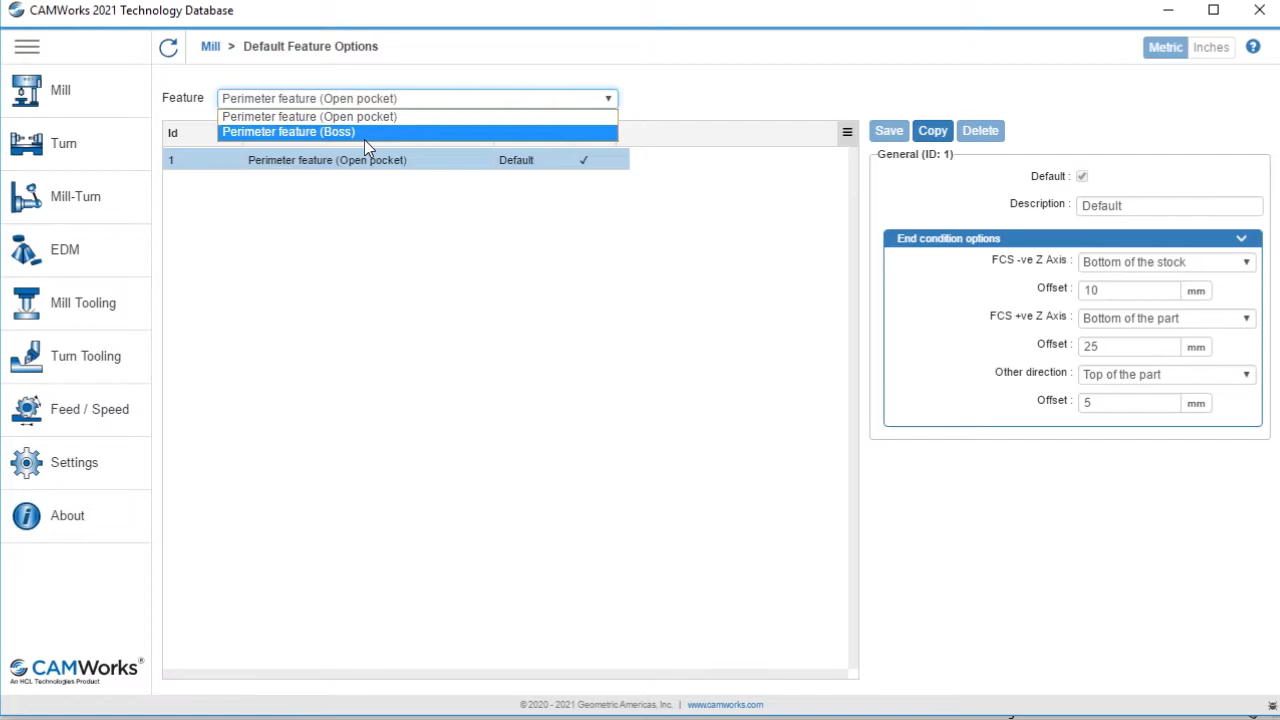 CAMWorks 2021 Technology Database
Mill > Default Feature Options
Metric Inches ?
Mill
Turn
Mill-Turn
EDM
Mill Tooling
Turn Tooling
Feed / Speed
Settings
About
Feature Perimeter feature (Open pocket)
Perimeter feature (Open pocket)
Perimeter feature (Boss)
Id
1 Perimeter feature (Open pocket) Default ✓
Save Copy Delete
General (ID: 1)
Default :
Description : Default
End condition options
FCS -ve Z Axis : Bottom of the stock
Offset : 10 mm
FCS +ve Z Axis : Bottom of the part
Offset : 25 mm
Other direction : Top of the part
Offset : 5 mm
CAMWorks®
An HCL Technologies Product
© 2020 - 2021 Geometric Americas, Inc. | www.camworks.com